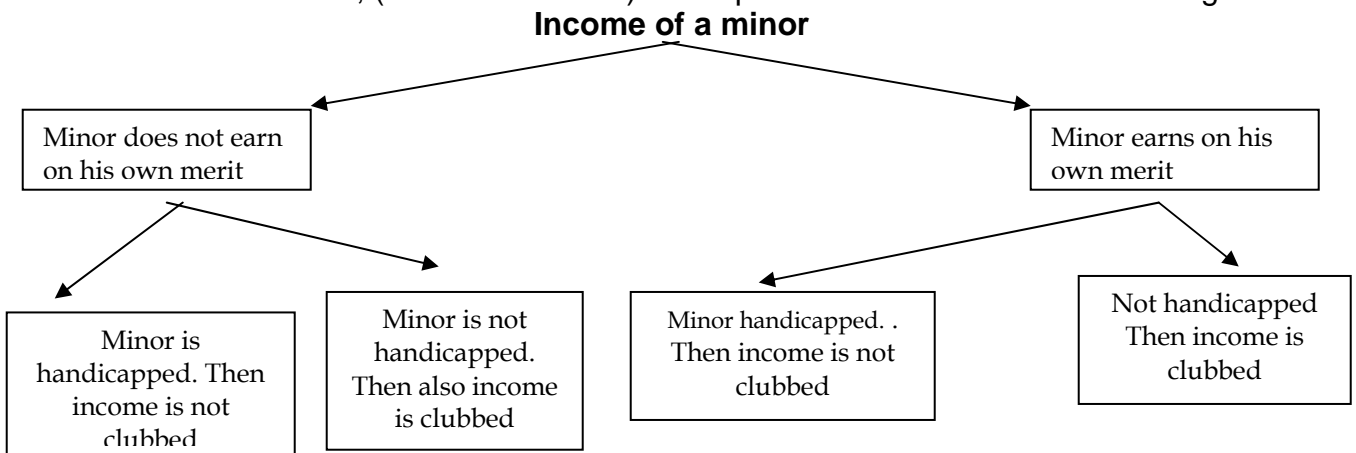 Income of a minor
Minor does not earn
on his own merit
Minor earns on his
own merit
Minor is
handicapped. Then
income is not
clubbed
Minor is not
handicapped.
Then also income
is clubbed
Minor handicapped. .
Then income is not
clubbed
Not handicapped
Then income is
clubbed